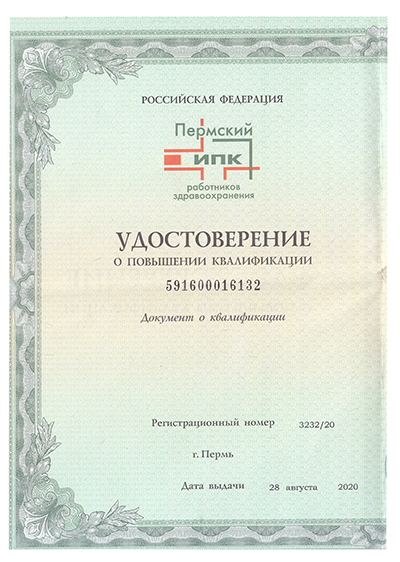 РОССИЙСКАЯ ФЕДЕРАЦИЯ
Пермский
ИПК
работников
здравоохранения
УДОСТОВЕРЕНИЕ
О ПОВЫШЕНИИ КВАЛИФИКАЦИИ
591600016132
Документ о квалификации
Регистрационный номер 3232/20
г. Пермь
Дата выдачи 28 августа 2020